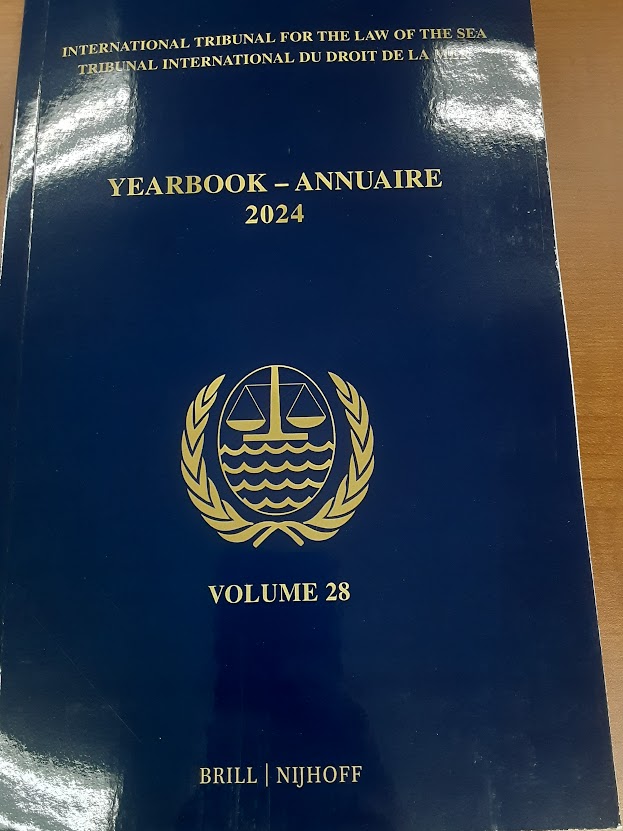 INTERNATIONAL TRIBUNAL FOR THE LAW OF THE SEA
TRIBUNAL INTERNATIONAL DU DROIT DE LA MER
YEARBOOK – ANNUAIRE
2024
VOLUME 28
BRILL | NIJHOFF